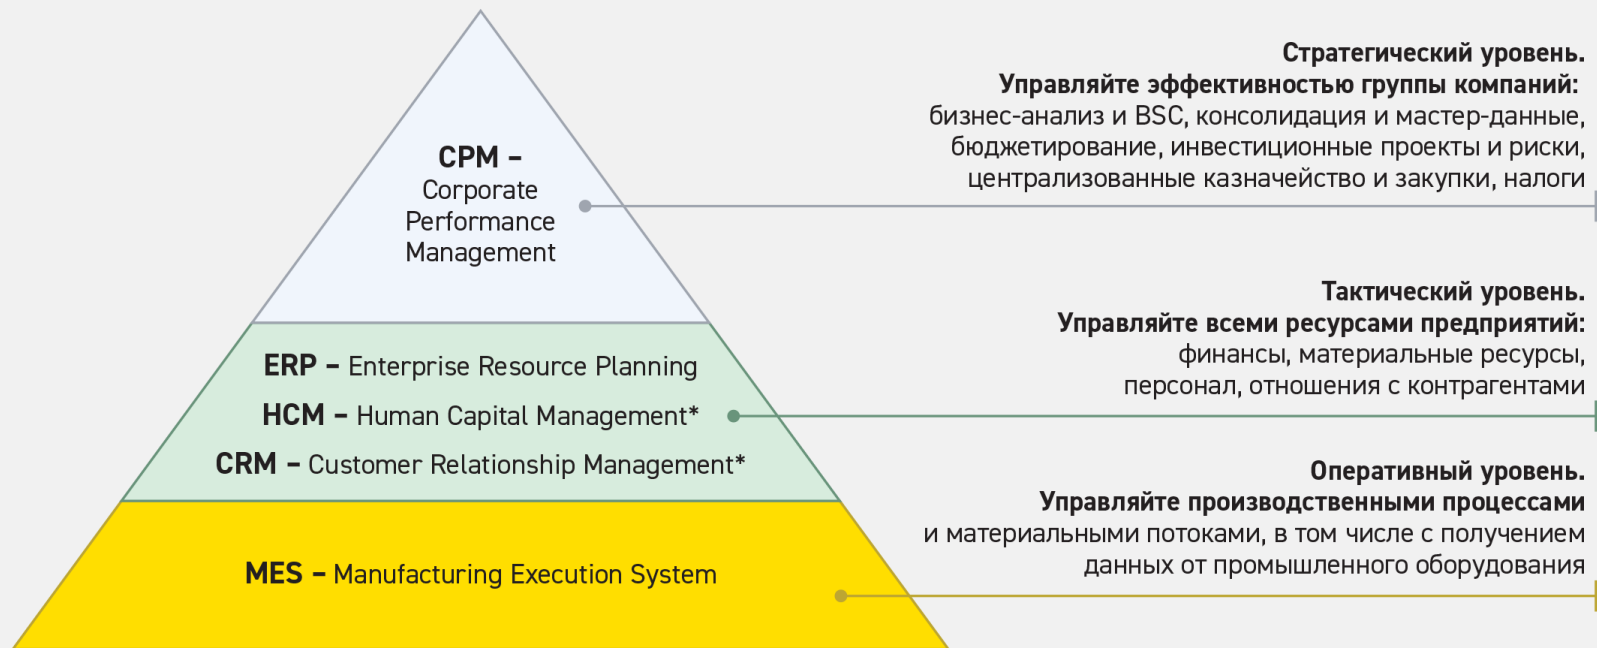 CPM –
Corporate
Performance
Management
Стратегический уровень.
Управляйте эффективностью группы компаний:
бизнес-анализ и BSC, консолидация и мастер-данные,
бюджетирование, инвестиционные проекты и риски,
централизованные казначейство и закупки, налоги
ERP – Enterprise Resource Planning
HCM – Human Capital Management*
CRM – Customer Relationship Management*
Тактический уровень.
Управляйте всеми ресурсами предприятий:
финансы, материальные ресурсы,
персонал, отношения с контрагентами
MES – Manufacturing Execution System
Оперативный уровень.
Управляйте производственными процессами
и материальными потоками, в том числе с получением
данных от промышленного оборудования